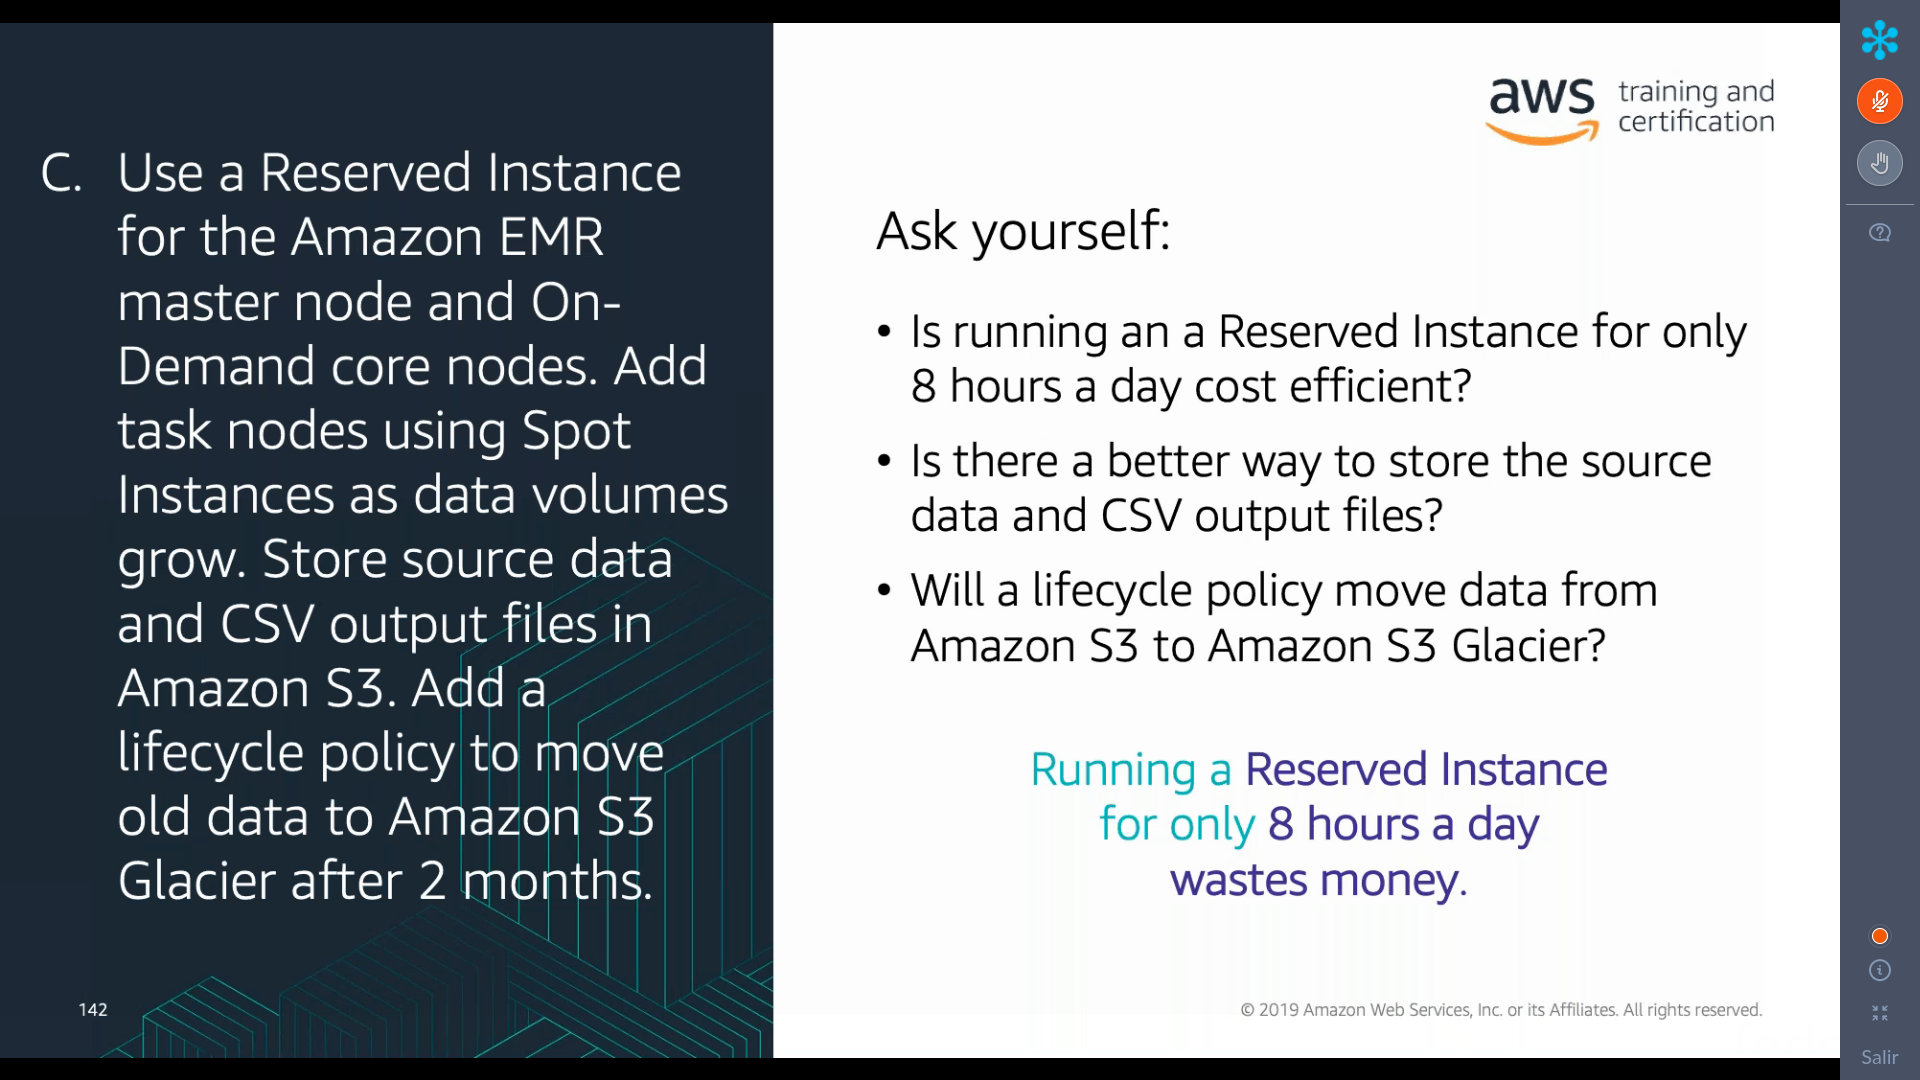 C. Use a Reserved Instance
for the Amazon EMR
master node and On-
Demand core nodes. Add
task nodes using Spot
Instances as data volumes
grow. Store source data
and CSV output files in
Amazon S3. Add a
lifecycle policy to move
old data to Amazon S3
Glacier after 2 months.
142
aws training and
certification
Ask yourself:
• Is running an a Reserved Instance for only
8 hours a day cost efficient?
• Is there a better way to store the source
data and CSV output files?
• Will a lifecycle policy move data from
Amazon S3 to Amazon S3 Glacier?
Running a Reserved Instance
for only 8 hours a day
wastes money.
© 2019 Amazon Web Services, Inc. or its Affiliates. All rights reserved.
Salir